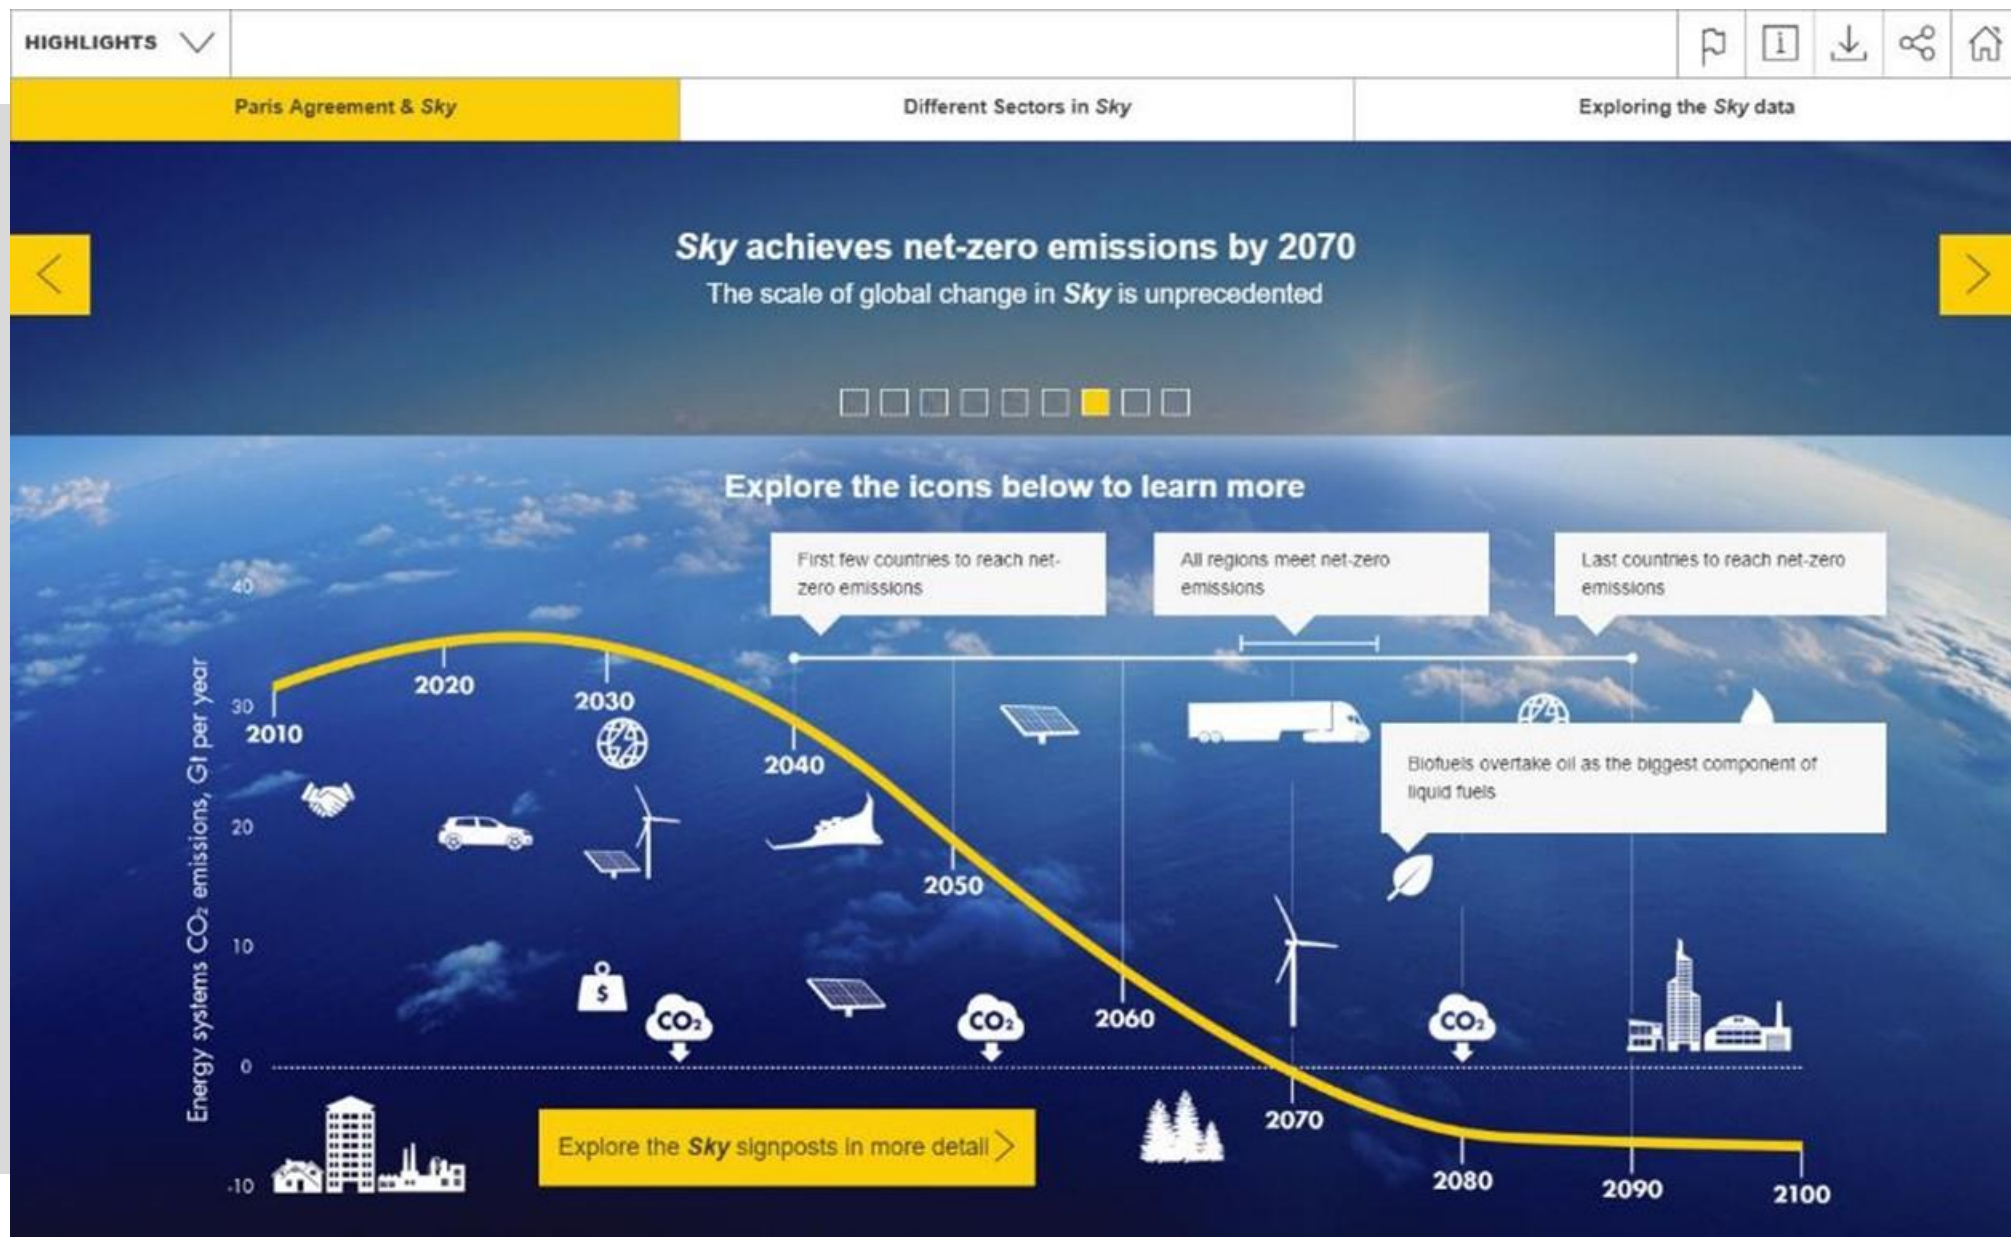 HIGHLIGHTS
Paris Agreement & Sky
Different Sectors in Sky
Exploring the Sky data
Sky achieves net-zero emissions by 2070
The scale of global change in Sky is unprecedented
Explore the icons below to learn more
First few countries to reach net-
zero emissions
All regions meet net-zero
emissions
Last countries to reach net-zero
emissions
Energy systems CO₂ emissions, Gt per year
40
30
20
10
0
-10
2010
2020
2030
2040
2050
2060
2070
2080
2090
2100
Biofuels overtake oil as the biggest component of
liquid fuels
$
CO₂
CO₂
CO₂
Explore the Sky signposts in more detail